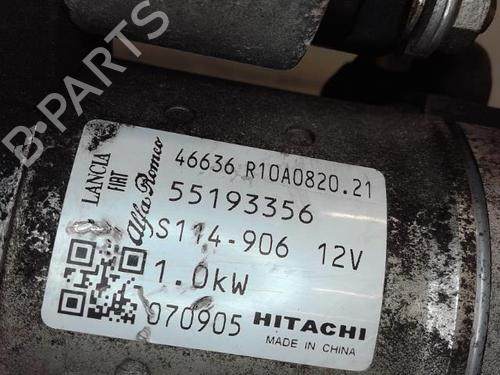 B-PARTS
LANCIA
FIAT
Alfa Romeo
46636 R10A0820.21
55193356
S114-906 12V
1.0kW
070905 HITACHI
MADE IN CHINA